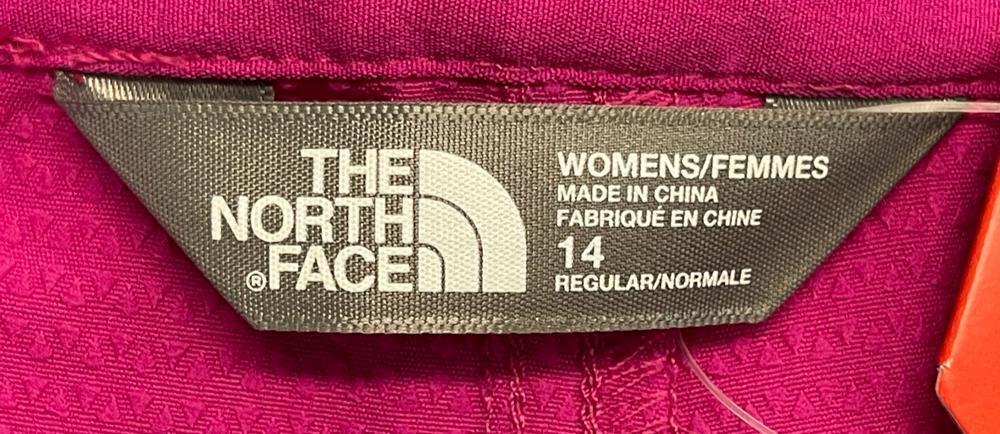 THE
NORTH
®FACE
WOMENS/FEMMES
MADE IN CHINA
FABRIQUÉ EN CHINE
14
REGULAR/NORMALE